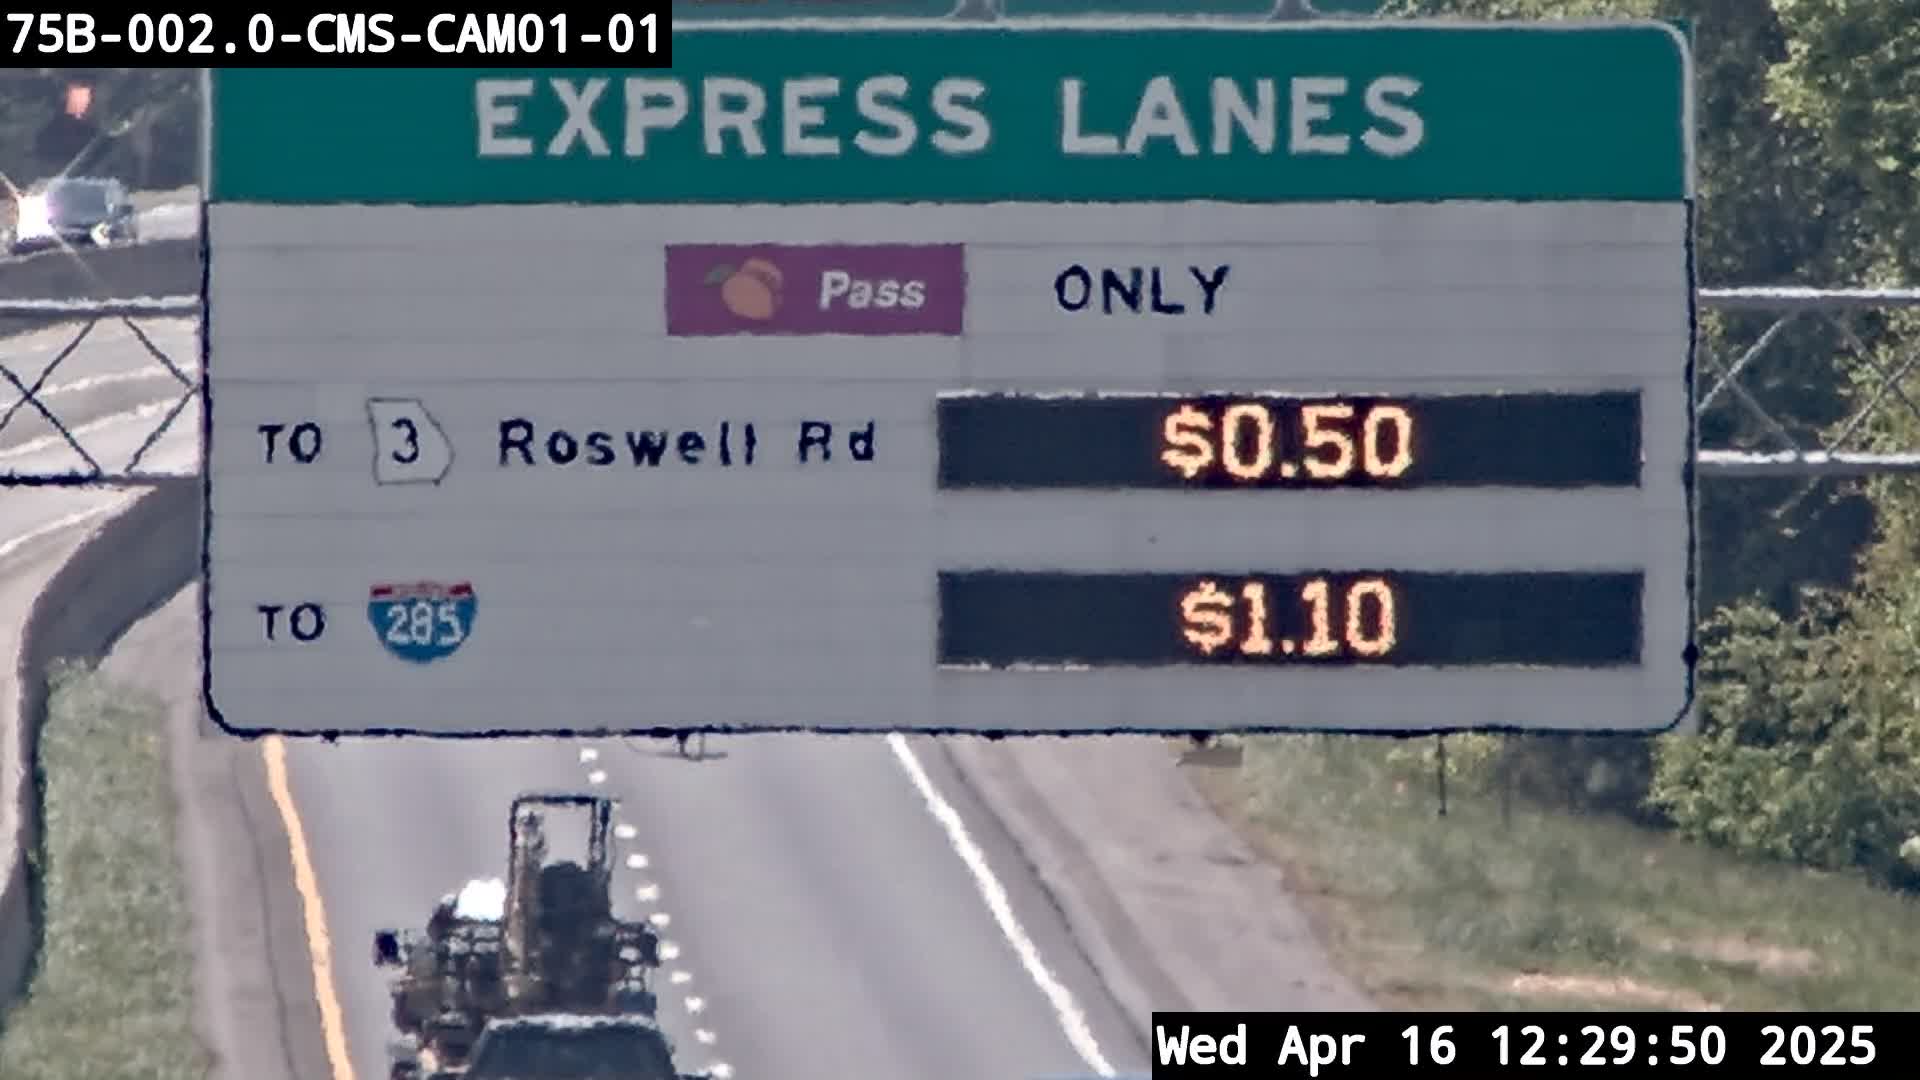 75B-002.0-CMS-CAM01-01
EXPRESS LANES
Pass ONLY
TO 3 Roswell Rd $0.50
TO 285 $1.10
Wed Apr 16 12:29:50 2025